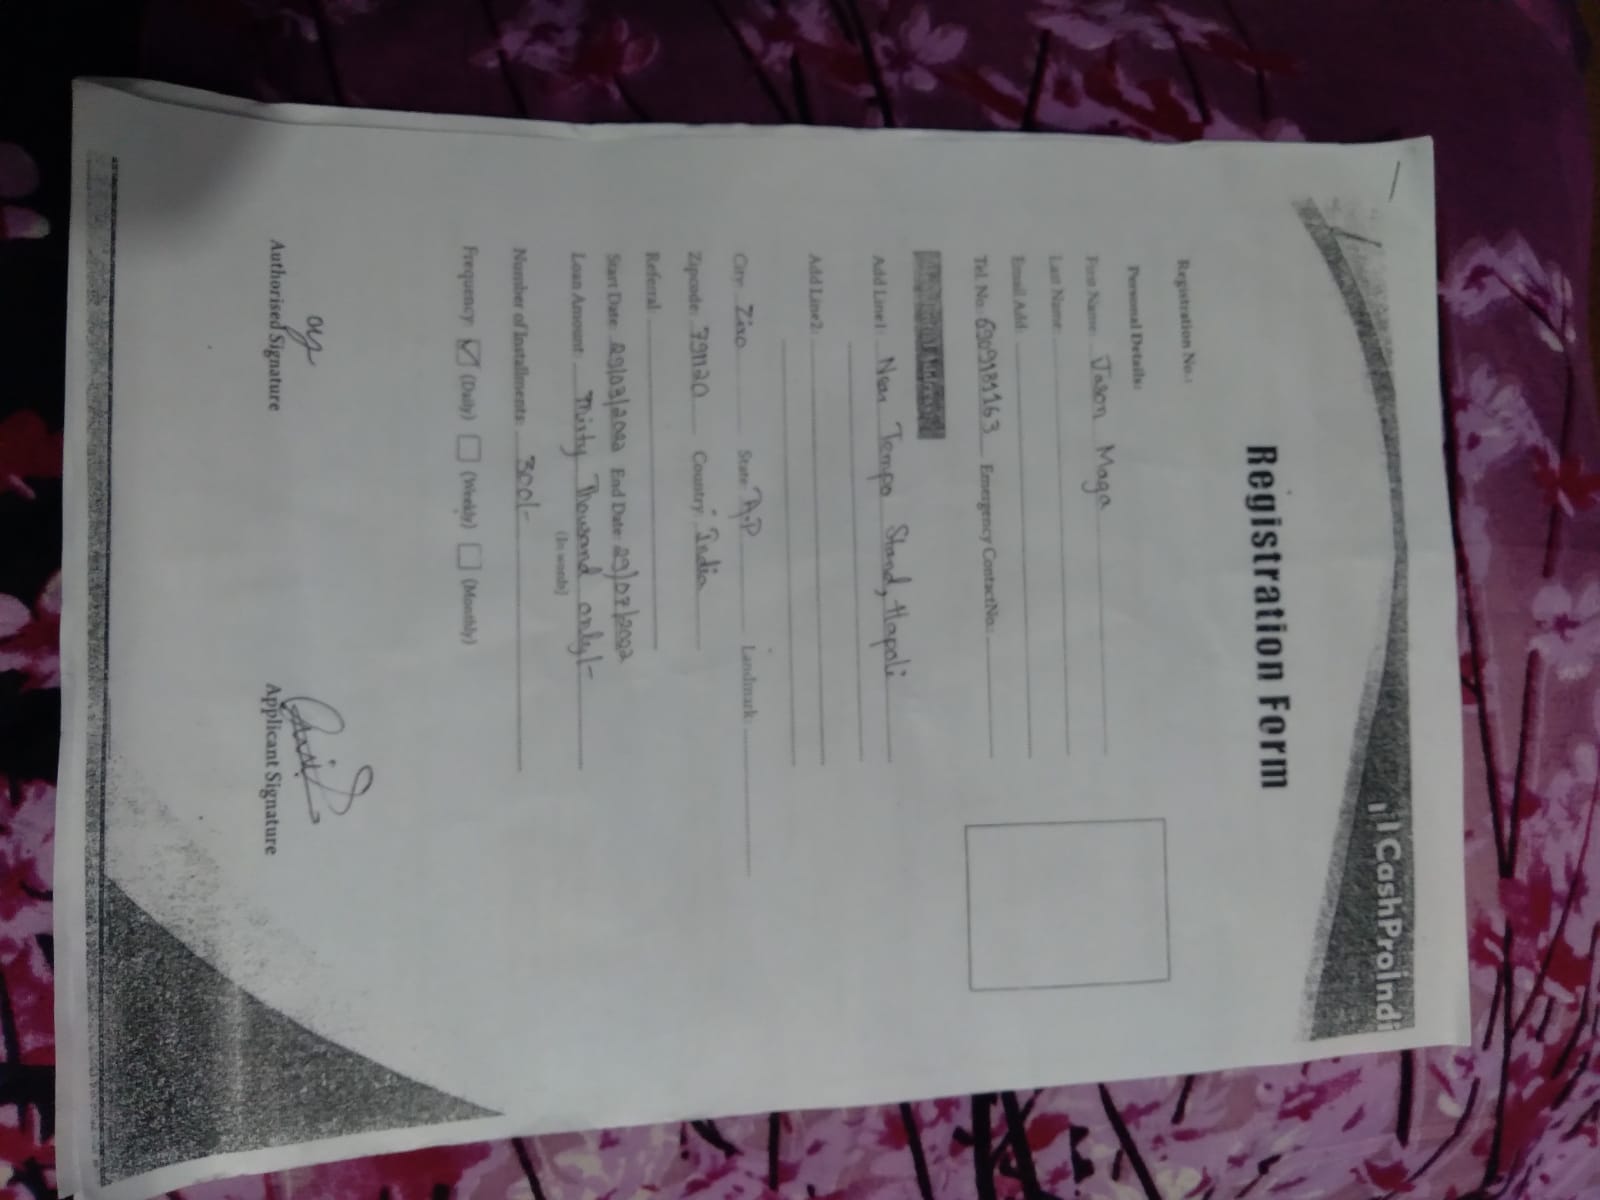 CashProIndi
Registration Form
Registration No.:
Personal Details:
First Name: Jason Maga
Last Name:
Email Add:
Tel. No: 6909181163 Emergency ContactNo.:
Add Line1: Near Tempo Stand, Hapoli
Add Line2:
City: Ziro State: A.P Landmark:
Zipcode: 791120 Country: India
Referral:
Start Date: 29/03/2022 End Date: 29/07/2022
Loan Amount: Thirty Thousand only/-
(In words)
Number of Installments: 300/-
Frequency: ☑ (Daily) ☐ (Weekly) ☐ (Monthly)
Authorised Signature Applicant Signature